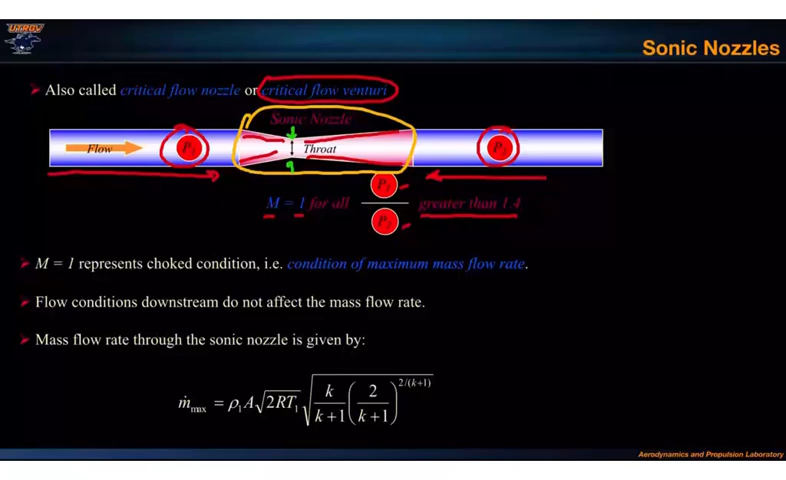 UTRGV
Sonic Nozzles
➢ Also called critical flow nozzle or critical flow venturi
Sonic Nozzle
Flow P₁ Throat P₂
M = 1 for all P₁/P₂ greater than 1.4
➢ M = 1 represents choked condition, i.e. condition of maximum mass flow rate.
➢ Flow conditions downstream do not affect the mass flow rate.
➢ Mass flow rate through the sonic nozzle is given by:
ṁ_max = ρ₁A√(2RT₁) √(k/(k+1) (2/(k+1))^(2/(k+1)))
Aerodynamics and Propulsion Laboratory